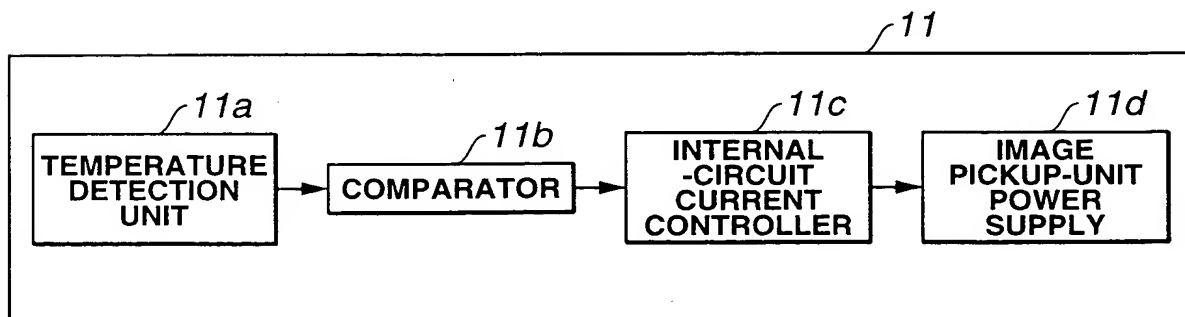 11
11a
11b
11c
11d
TEMPERATURE
DETECTION
UNIT
COMPARATOR
INTERNAL
-CIRCUIT
CURRENT
CONTROLLER
IMAGE
PICKUP-UNIT
POWER
SUPPLY